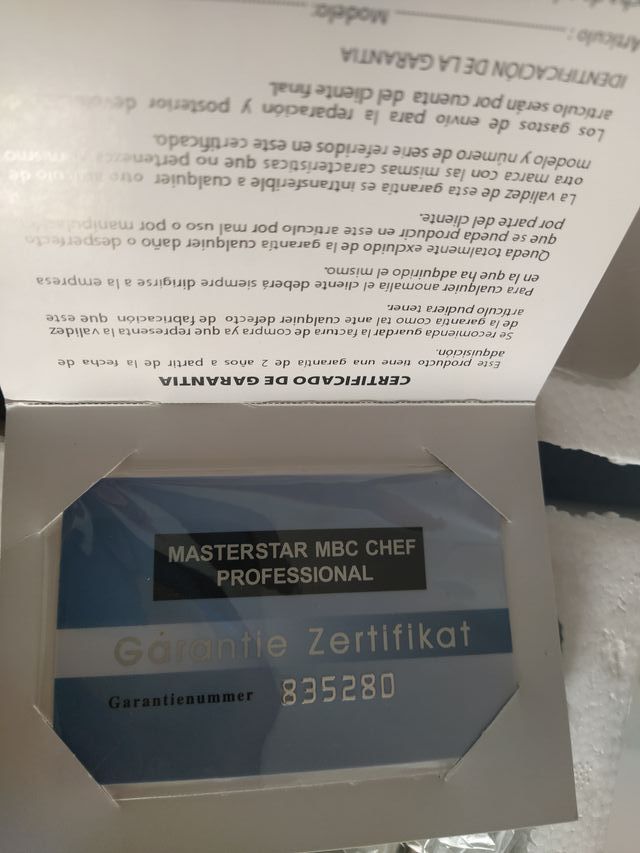 CERTIFICADO DE GARANTIA
Este producto tiene una garantía de 2 años a partir de la fecha de
adquisición.
Se recomienda guardar la factura de compra ya que representa la validez
de la garantía como tal ante cualquier defecto de fabricación que este
artículo pudiera tener.
Para cualquier anomalía el cliente deberá siempre dirigirse a la empresa
en la que ha adquirido el mismo.
Queda totalmente excluido de la garantía cualquier daño o desperfecto
que se pueda producir en este artículo por mal uso o por
por parte del cliente.
La validez de esta garantía es intransferible a cualquier otro artículo de
otra marca con las mismas características que no pertenezca mismo
modelo y número de serie referidos en este certificado.
Los gastos de envío para la reparación y posterior
artículo serán por cuenta del cliente final.
IDENTIFICACIÓN DE LA GARANTIA
Artículo : Modelo:
MASTERSTAR MBC CHEF
PROFESSIONAL
Garantie Zertifikat
Garantienummer 835280